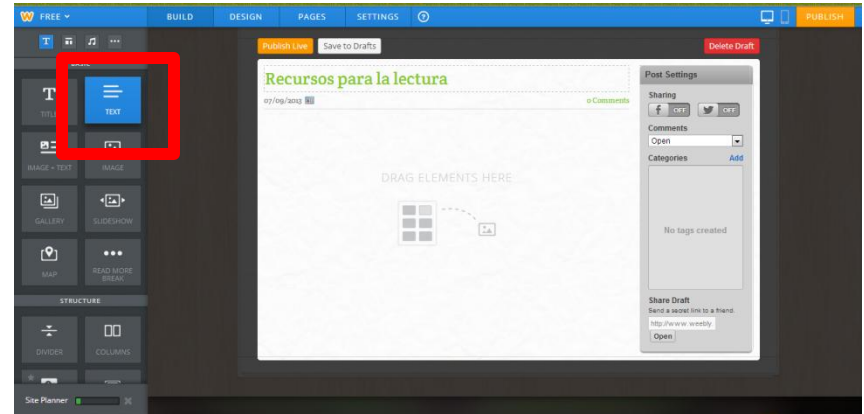 FREE BUILD DESIGN PAGES SETTINGS ? PUBLISH
T
BASIC
Publish Live Save to Drafts Delete Draft
T
TITLE TEXT
IMAGE + TEXT IMAGE
GALLERY SLIDESHOW
MAP READ MORE
BREAK
STRUCTURE
DIVIDER COLUMNS
Site Planner
Recursos para la lectura
07/09/2013 0 Comments
DRAG ELEMENTS HERE
Post Settings
Sharing
f OFF OFF
Comments
Open
Categories Add
No tags created
Share Draft
Send a secret link to a friend.
http://www.weebly.
Open